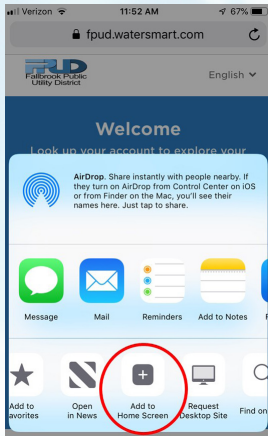 Verizon 11:52 AM 67%
fpud.watersmart.com
FPUD
Fallbrook Public
Utility District
English
Welcome
Look up your account to explore your
AirDrop. Share instantly with people nearby. If
they turn on AirDrop from Control Center on iOS
or from Finder on the Mac, you'll see their
names here. Just tap to share.
Message Mail Reminders Add to Notes
Add to Open Add to Request Find on
avorites in News Home Screen Desktop Site